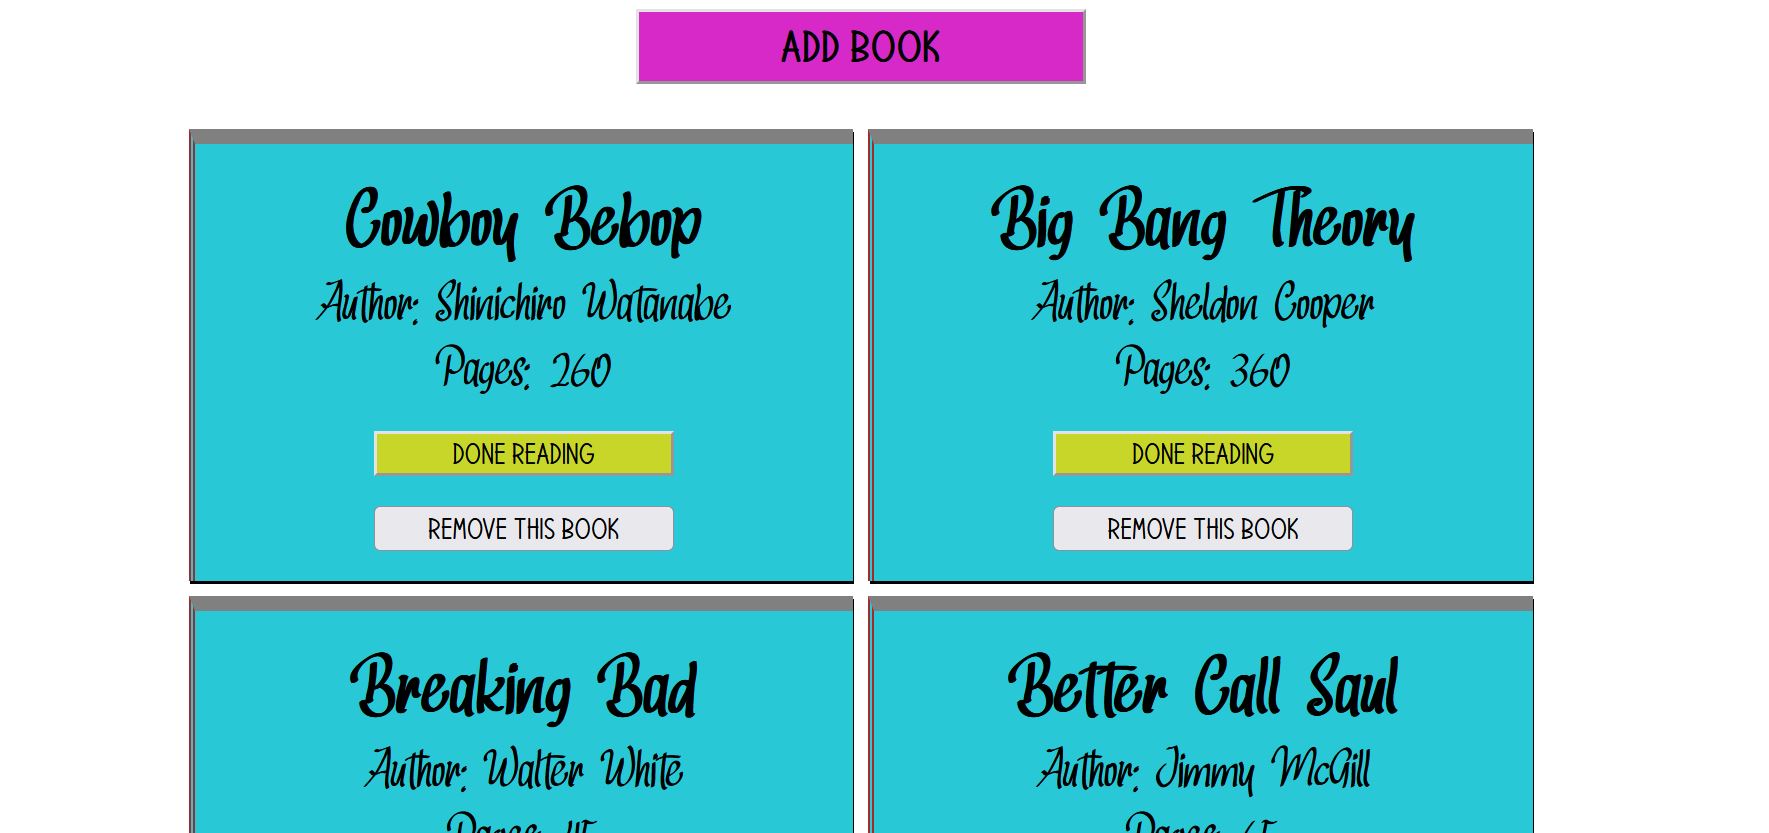 ADD BOOK
Cowboy Bebop
Author: Shinichiro Watanabe
Pages: 260
DONE READING
REMOVE THIS BOOK
Big Bang Theory
Author: Sheldon Cooper
Pages: 360
DONE READING
REMOVE THIS BOOK
Breaking Bad
Author: Walter White
Pages:
Better Call Saul
Author: Jimmy McGill
Pages: